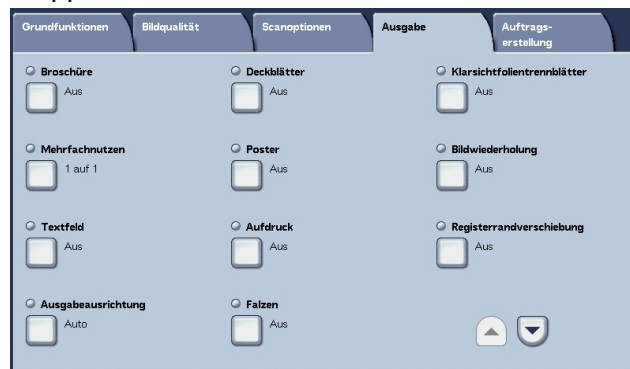 Grundfunktionen
Bildqualität
Scanoptionen
Ausgabe
Auftrags-
erstellung
Broschüre
Aus
Deckblätter
Aus
Klarsichtfolientrennblätter
Aus
Mehrfachnutzen
1 auf 1
Poster
Aus
Bildwiederholung
Aus
Textfeld
Aus
Aufdruck
Aus
Registerrandverschiebung
Aus
Ausgabeausrichtung
Auto
Falzen
Aus